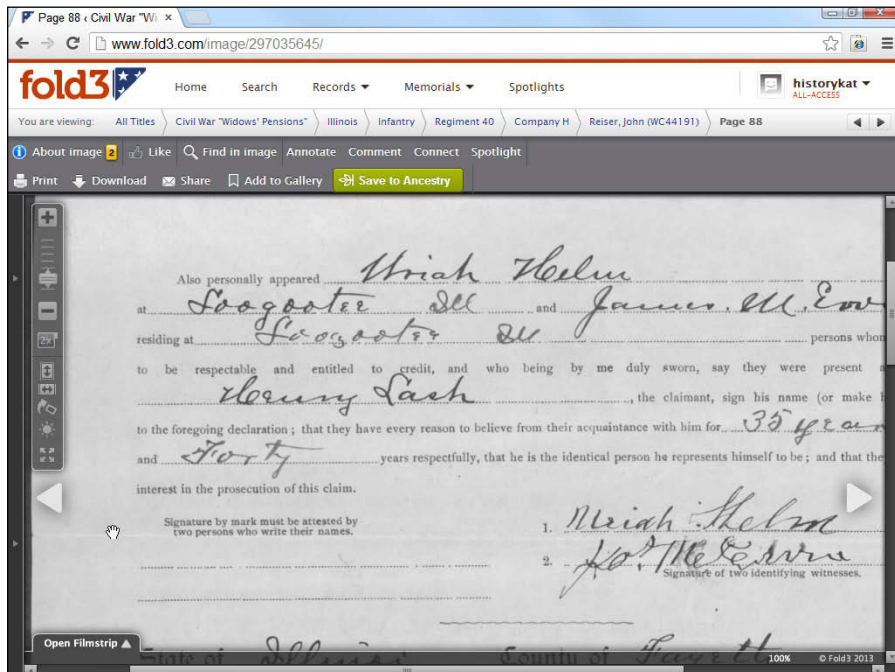 Page 88 ‹ Civil War "Wi
www.fold3.com/image/297035645/
fold3
Home Search Records Memorials Spotlights
historykat
ALL-ACCESS
You are viewing: All Titles Civil War "Widows' Pensions" Illinois Infantry Regiment 40 Company H Reiser, John (WC44191) Page 88
About image 2 Like Find in image Annotate Comment Connect Spotlight
Print Download Share Add to Gallery Save to Ancestry
2x
Also personally appeared Uriah Helm
at Loogootee Ill and James. M.
residing at Loogootee Ill persons whom
to be respectable and entitled to credit, and who being by me duly sworn, say they were present a
Henry Lash, the claimant, sign his name (or make h
to the foregoing declaration; that they have every reason to believe from their acquaintance with him for 35 year
and Forty years respectfully, that he is the identical person he represents himself to be; and that the
interest in the prosecution of this claim.
Signature by mark must be attested by
two persons who write their names.
1. Uriah Helm
2.
Signature of two identifying witnesses.
Open Filmstrip
State of Illinois County of Fayett
100% © Fold3 2013